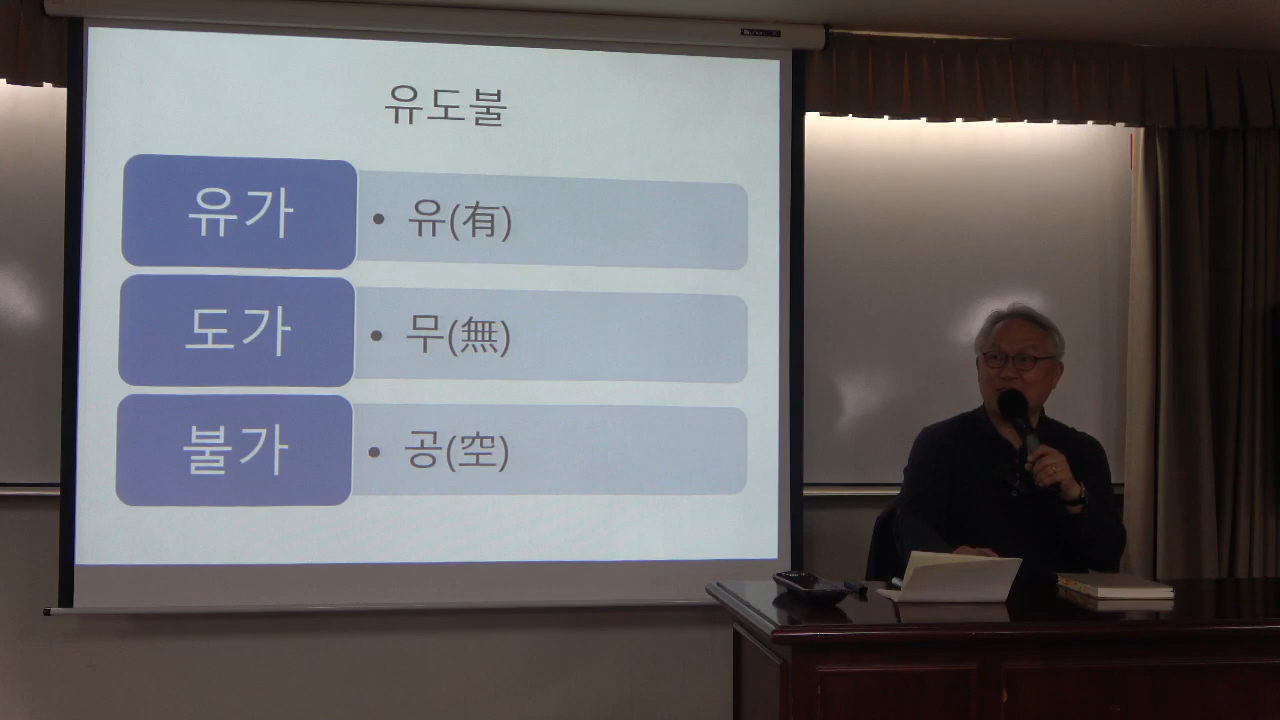 유도불
유가
• 유(有)
도가
• 무(無)
불가
• 공(空)